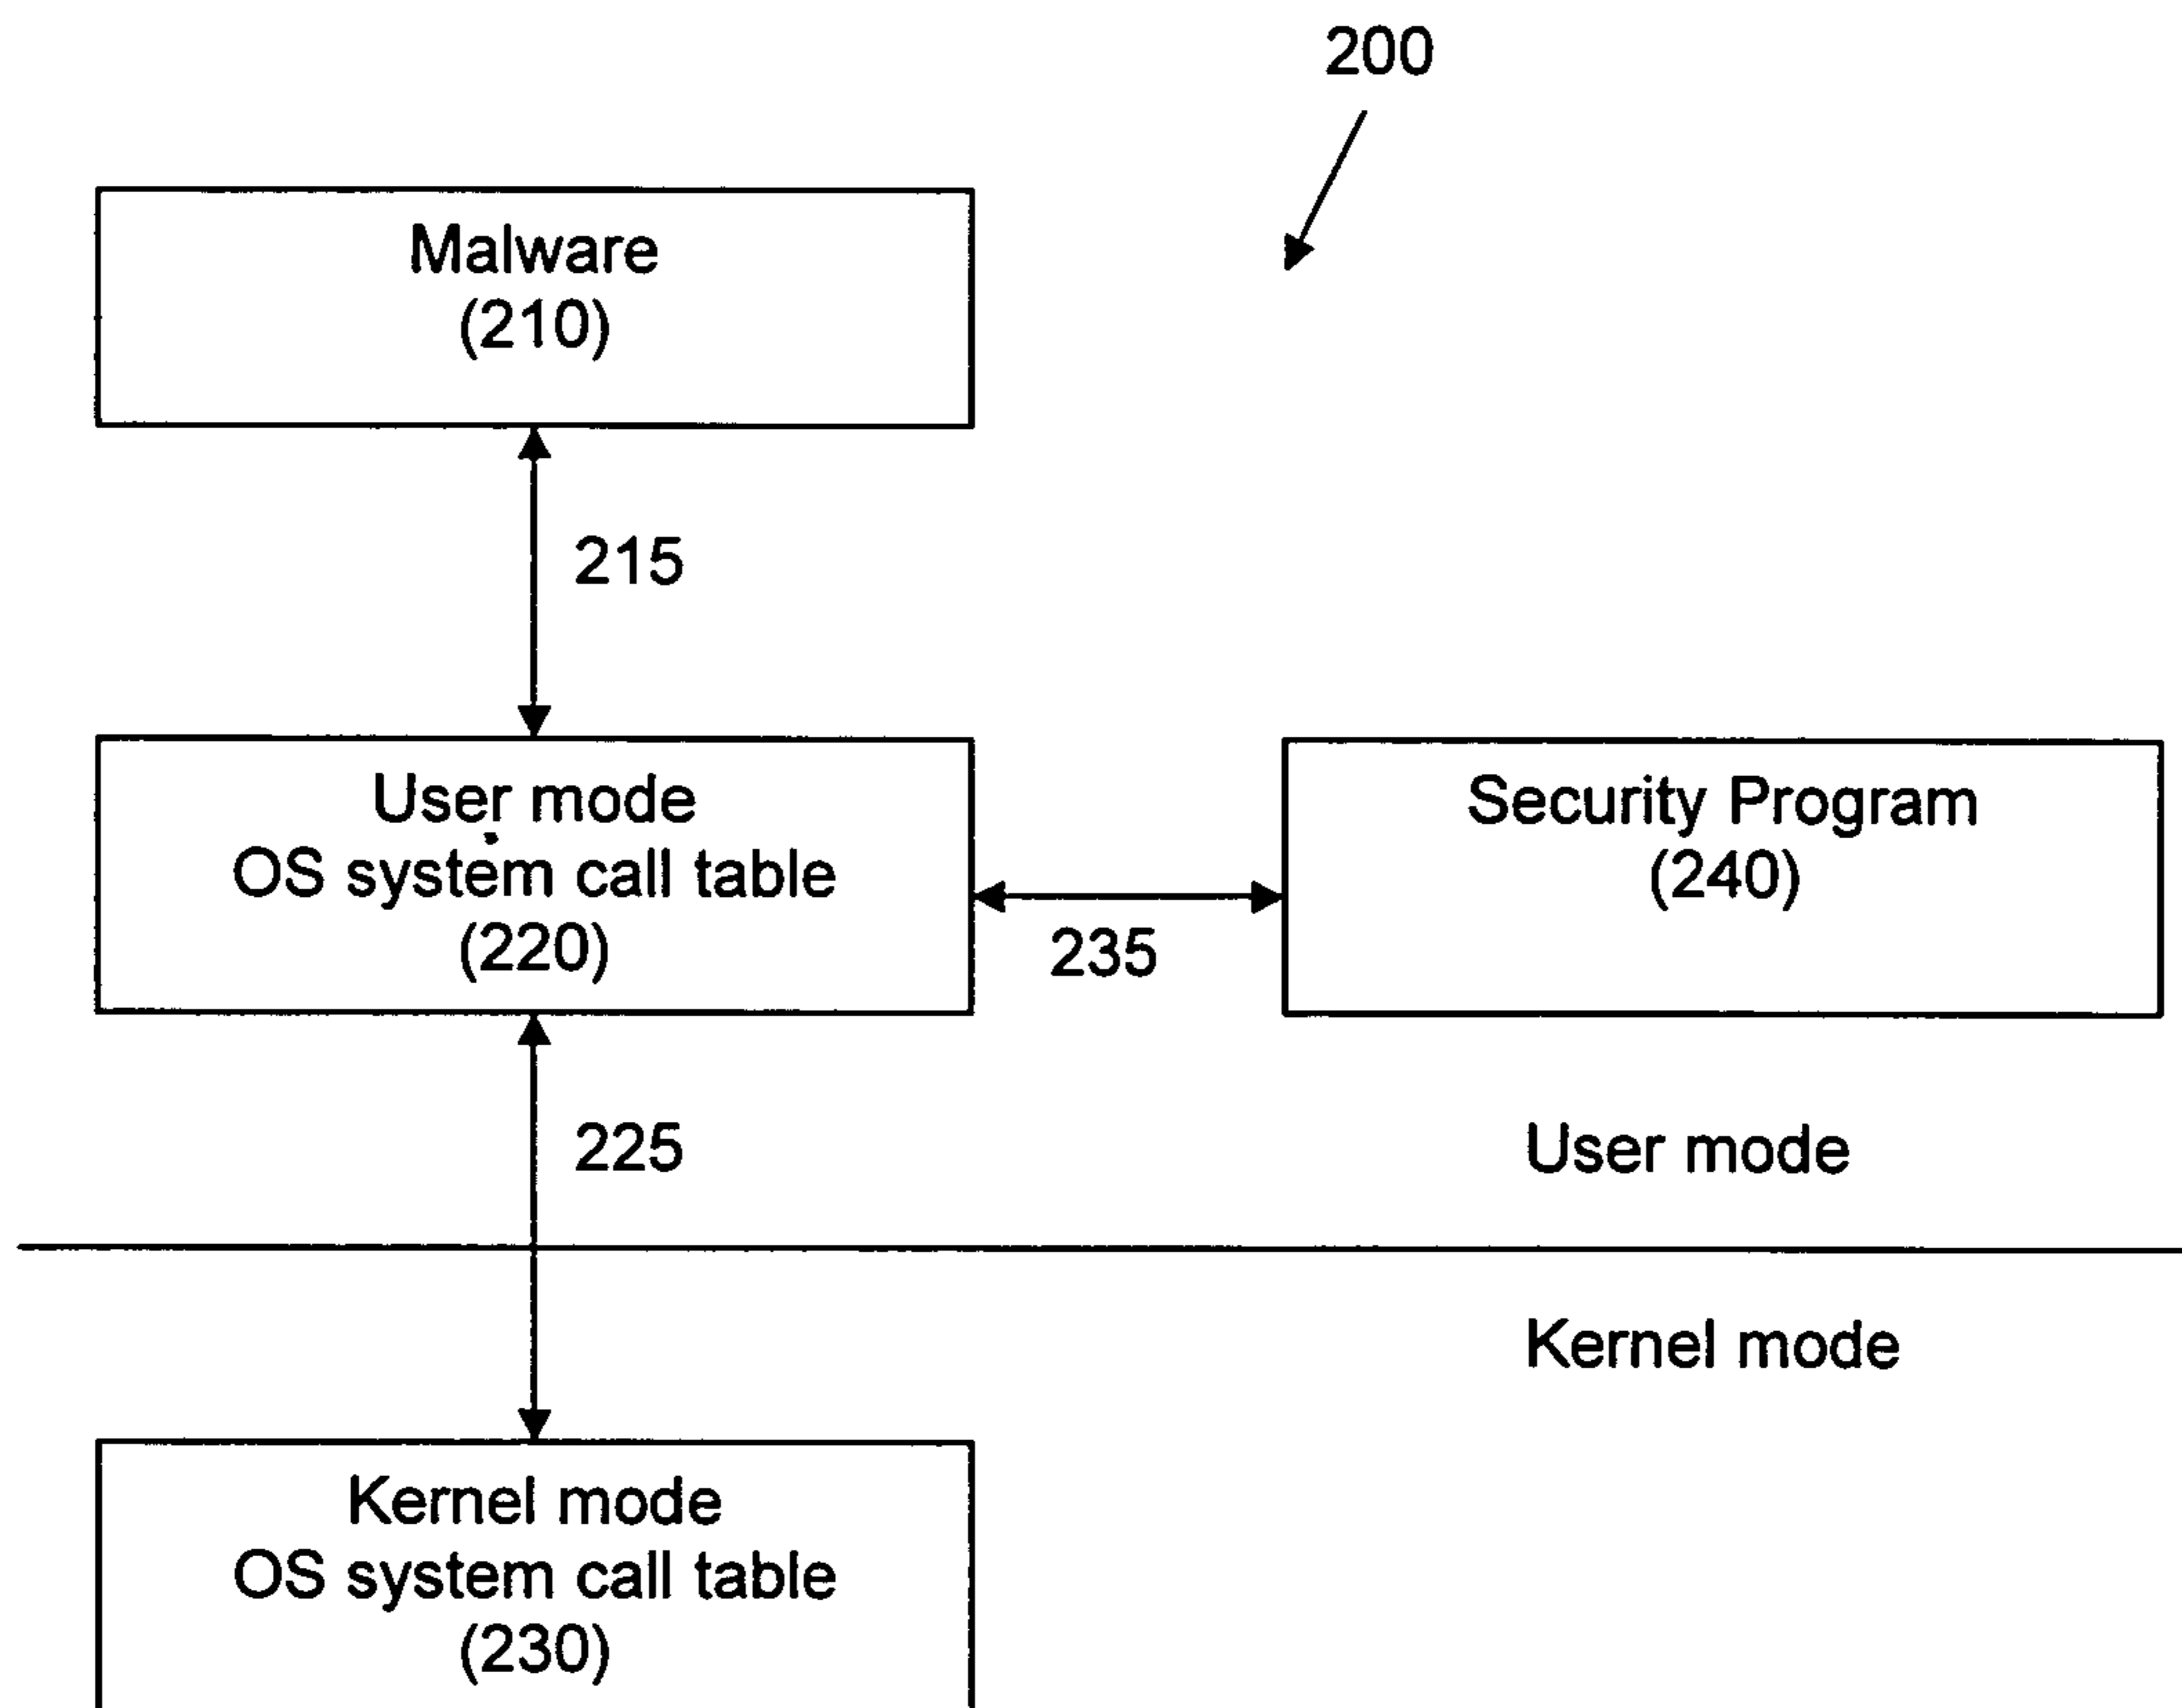 200
Malware
(210)
215
User mode
OS system call table
(220)
Security Program
(240)
235
225
User mode
Kernel mode
Kernel mode
OS system call table
(230)